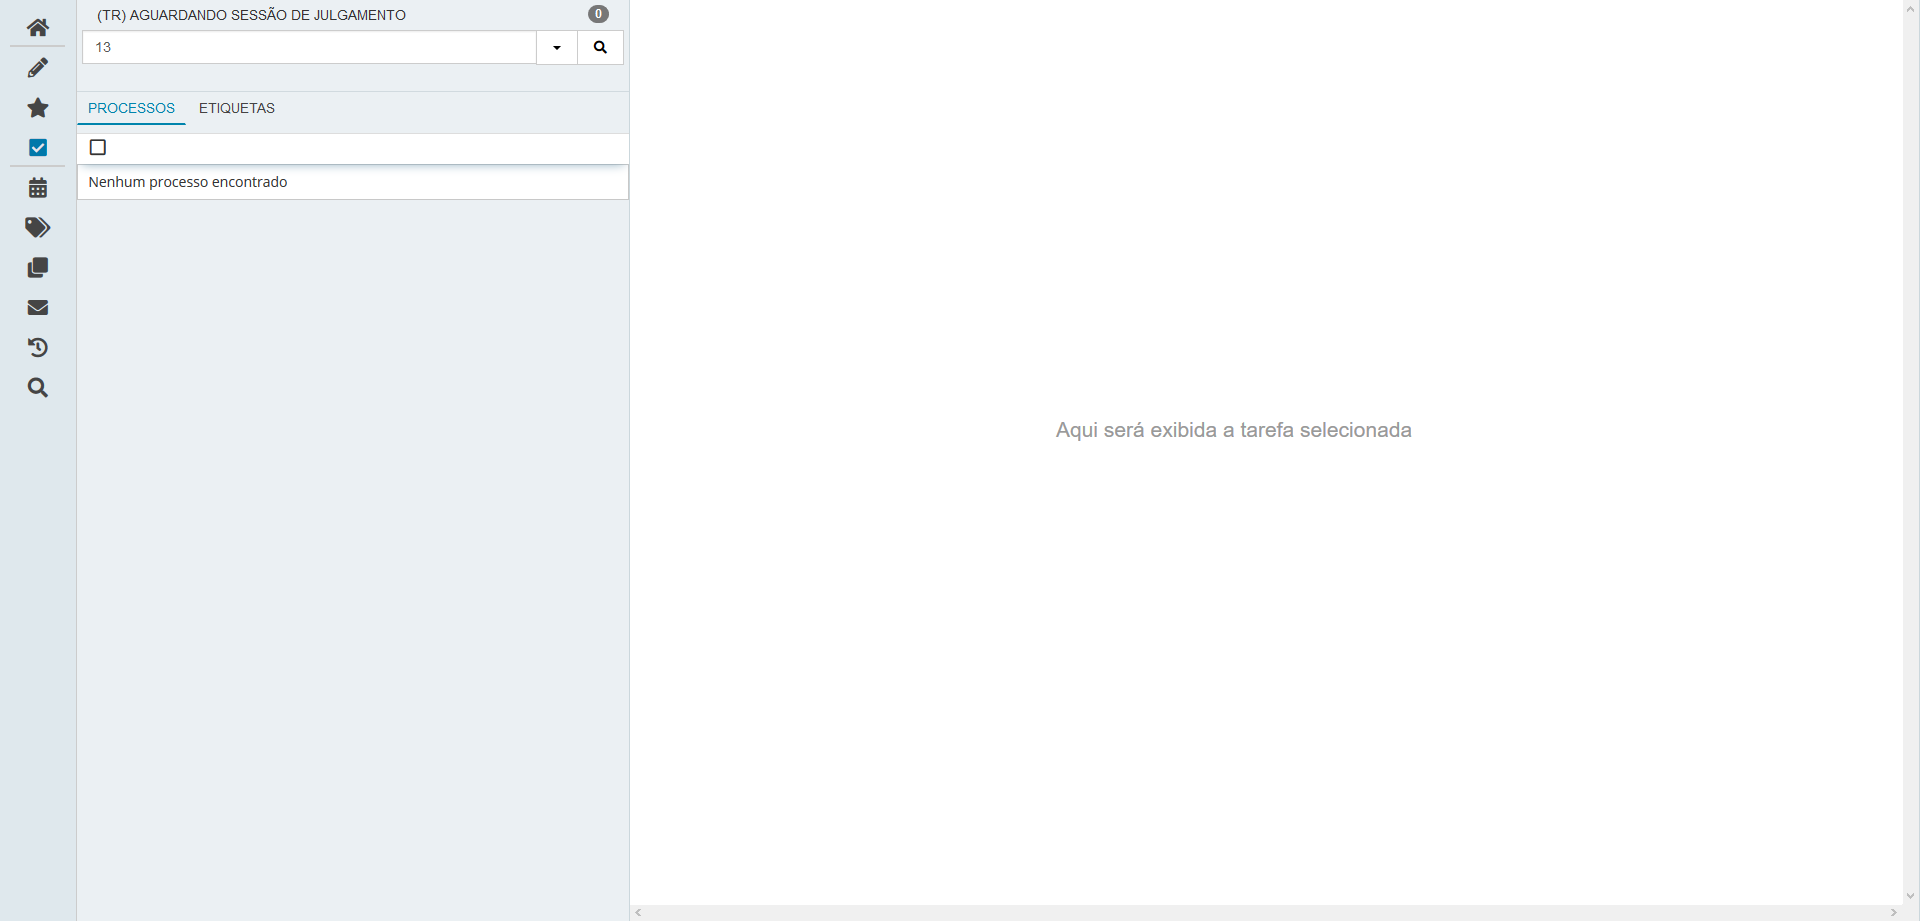 (TR) AGUARDANDO SESSÃO DE JULGAMENTO 0
13
PROCESSOS ETIQUETAS
Nenhum processo encontrado
Aqui será exibida a tarefa selecionada